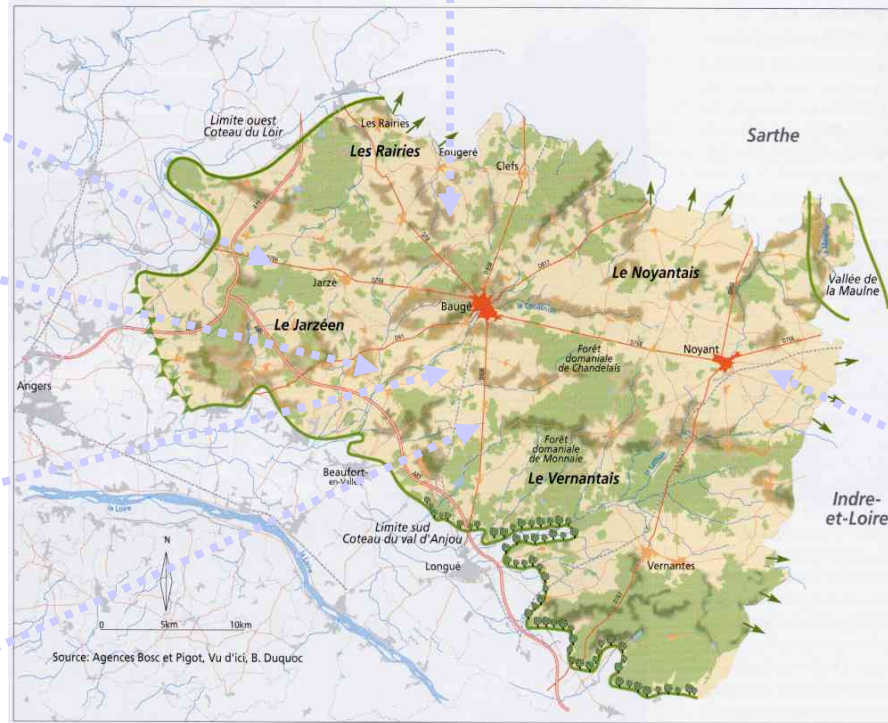 Limite ouest
Coteau du Loir
Les Rairies
Les Rairies
Fougeré
Clefs
Sarthe
Vallée de
la Maulne
Le Noyantais
Jarzé
Baugé
Le Jarzéen
Noyant
Forêt
domaniale
de Chandelais
Angers
Forêt
domaniale
de Monnaie
Le Vernantais
Beaufort-
en-Vallée
Indre-
et-Loire
la Loire
Limite sud
Coteau du val d'Anjou
Longué
Vernantes
N
0 5km 10km
Source: Agences Bosc et Pigot, Vu d'ici, B. Duquoc